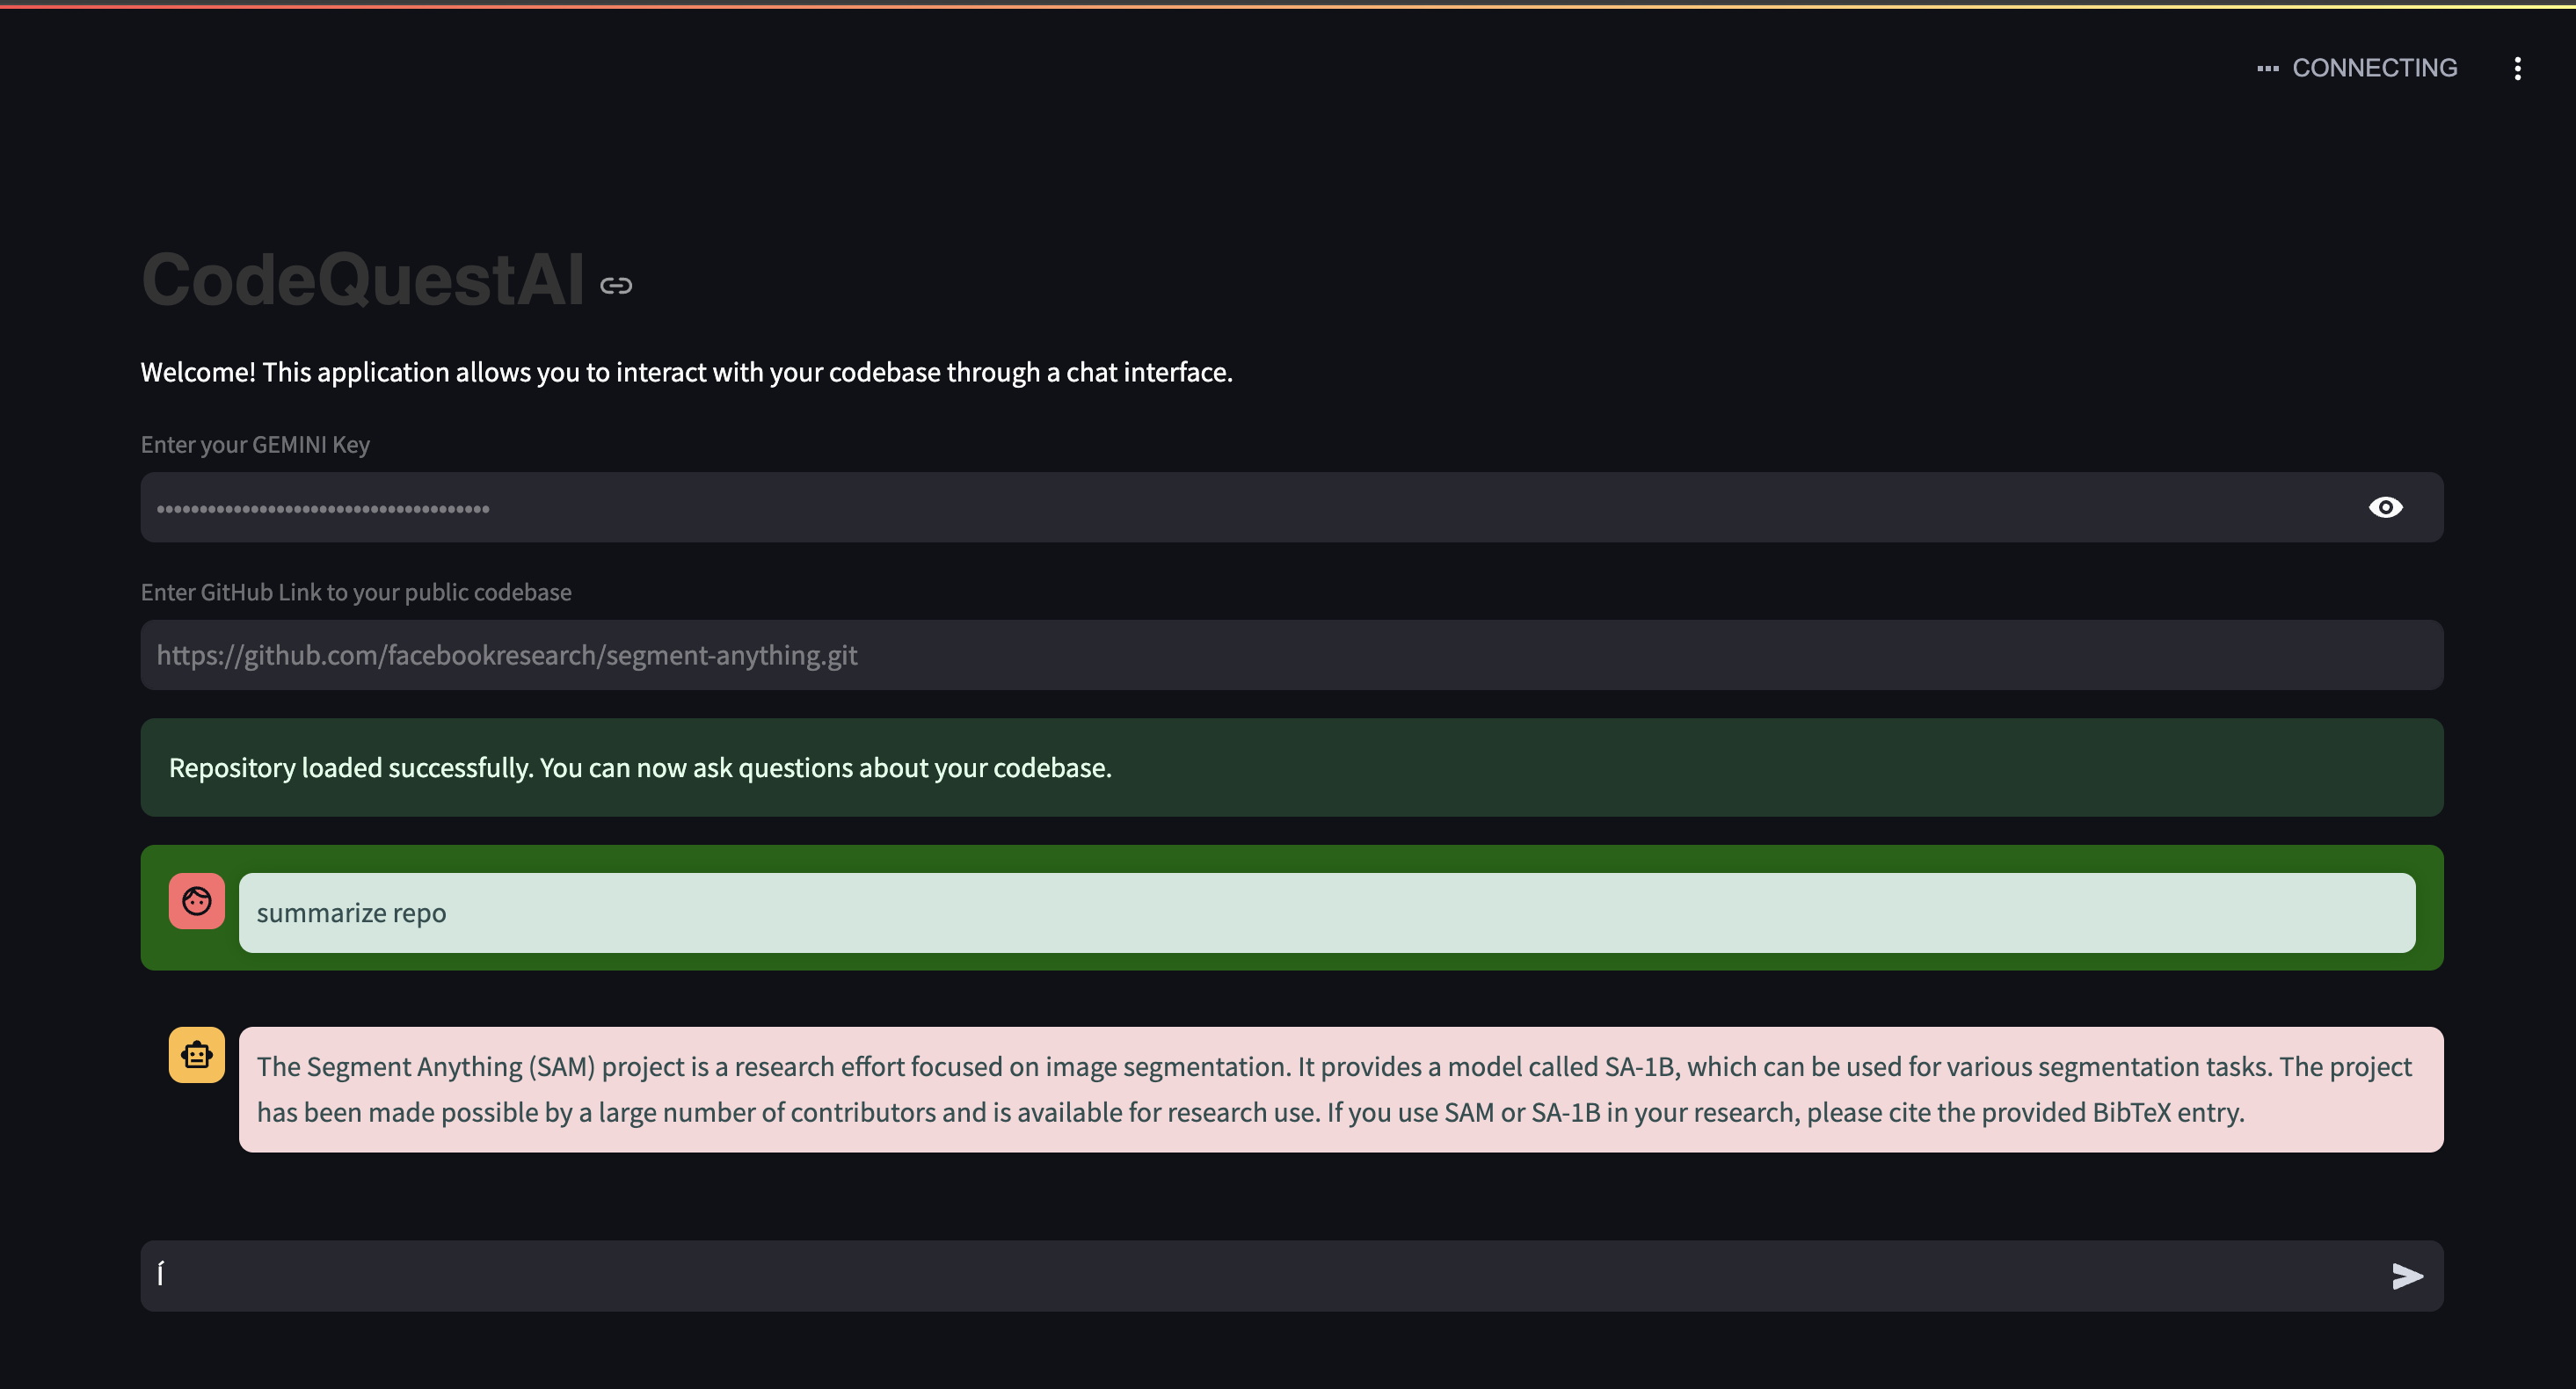 CONNECTING
CodeQuestAI
Welcome! This application allows you to interact with your codebase through a chat interface.
Enter your GEMINI Key
Enter GitHub Link to your public codebase
https://github.com/facebookresearch/segment-anything.git
Repository loaded successfully. You can now ask questions about your codebase.
summarize repo
The Segment Anything (SAM) project is a research effort focused on image segmentation. It provides a model called SA-1B, which can be used for various segmentation tasks. The project
has been made possible by a large number of contributors and is available for research use. If you use SAM or SA-1B in your research, please cite the provided BibTeX entry.
Í